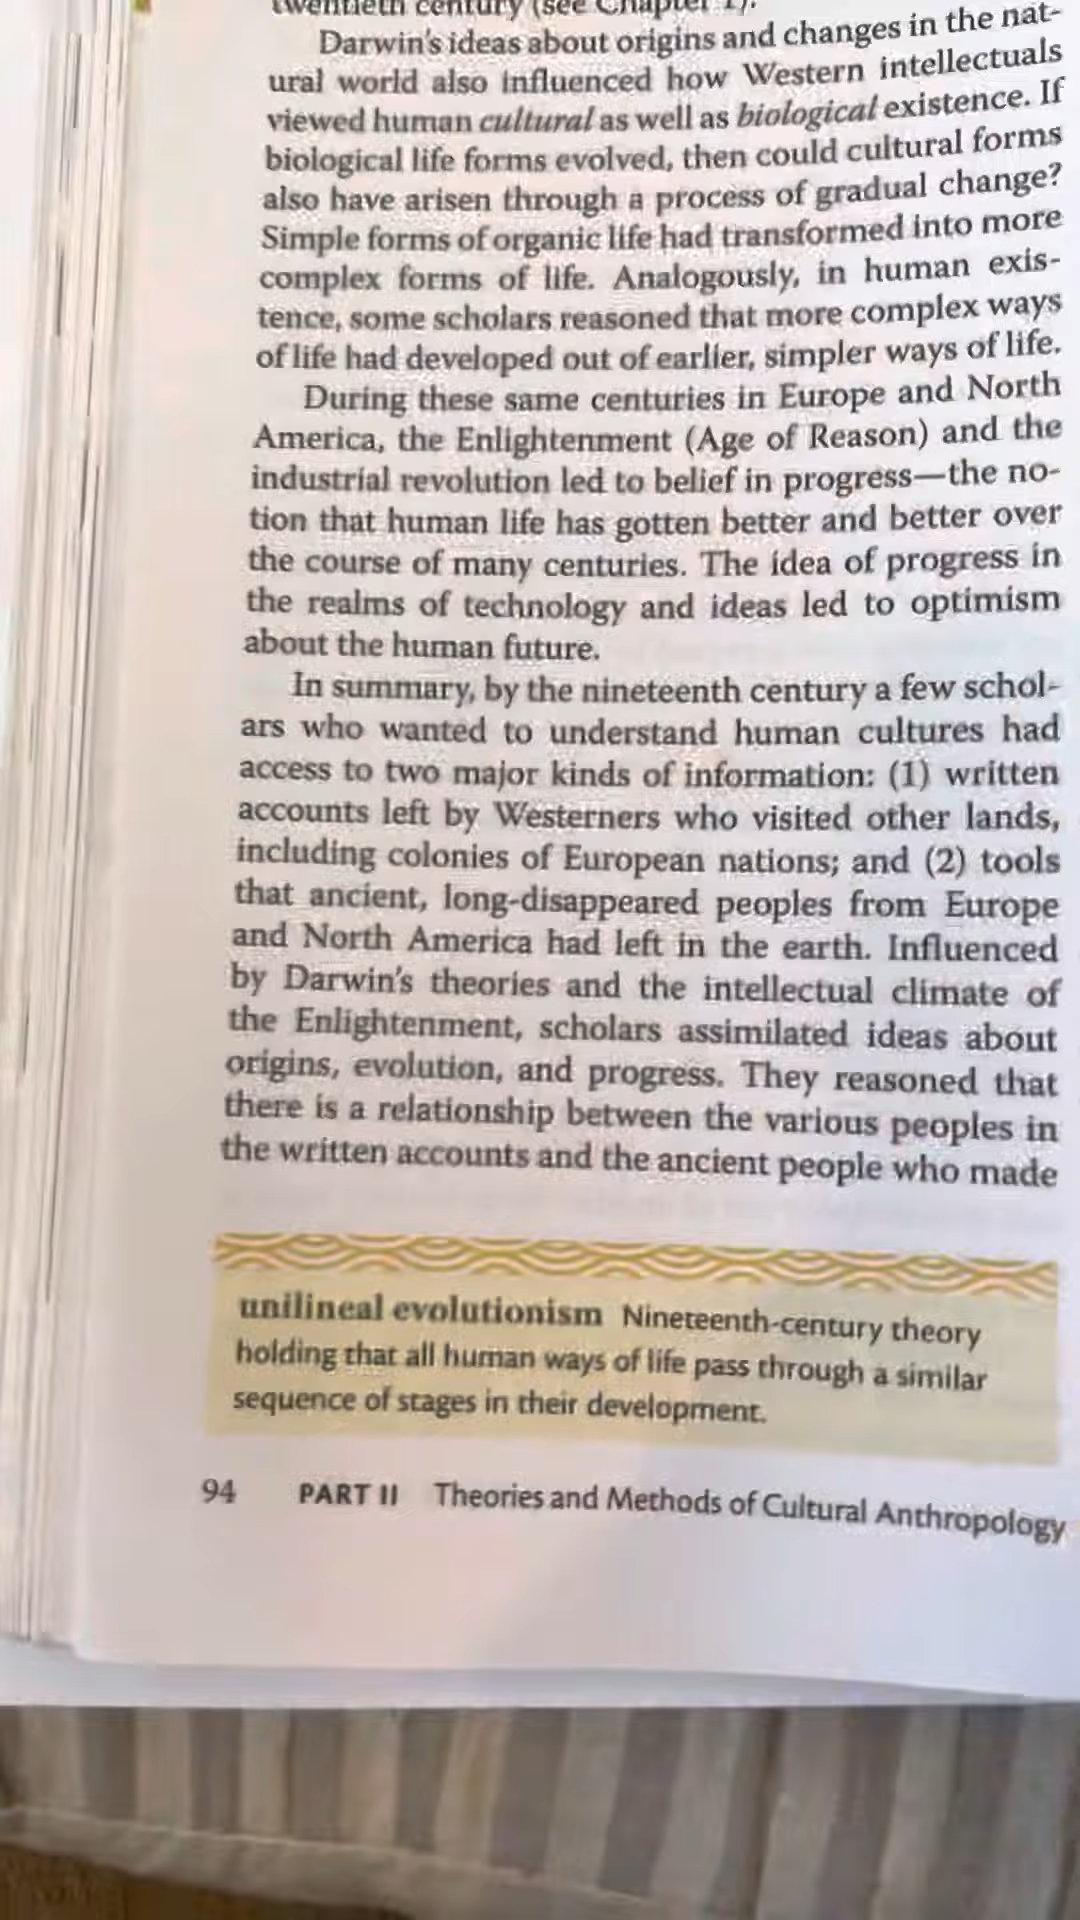 twentieth century (see Chapter 1).
Darwin's ideas about origins and changes in the nat-
ural world also influenced how Western intellectuals
viewed human cultural as well as biological existence. If
biological life forms evolved, then could cultural forms
also have arisen through a process of gradual change?
Simple forms of organic life had transformed into more
complex forms of life. Analogously, in human exis-
tence, some scholars reasoned that more complex ways
of life had developed out of earlier, simpler ways of life.
During these same centuries in Europe and North
America, the Enlightenment (Age of Reason) and the
industrial revolution led to belief in progress—the no-
tion that human life has gotten better and better over
the course of many centuries. The idea of progress in
the realms of technology and ideas led to optimism
about the human future.
In summary, by the nineteenth century a few schol-
ars who wanted to understand human cultures had
access to two major kinds of information: (1) written
accounts left by Westerners who visited other lands,
including colonies of European nations; and (2) tools
that ancient, long-disappeared peoples from Europe
and North America had left in the earth. Influenced
by Darwin's theories and the intellectual climate of
the Enlightenment, scholars assimilated ideas about
origins, evolution, and progress. They reasoned that
there is a relationship between the various peoples in
the written accounts and the ancient people who made
unilineal evolutionism Nineteenth-century theory
holding that all human ways of life pass through a similar
sequence of stages in their development.
94 PART II Theories and Methods of Cultural Anthropology